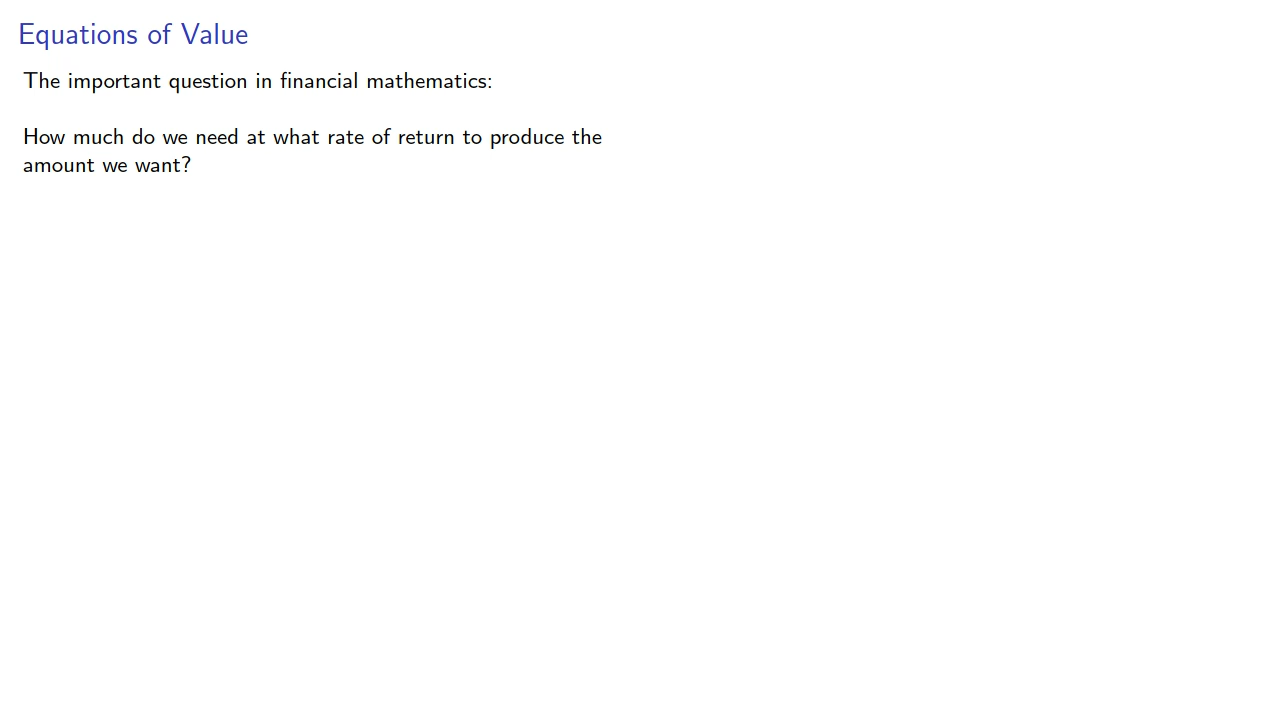 Equations of Value
The important question in financial mathematics:
How much do we need at what rate of return to produce the
amount we want?